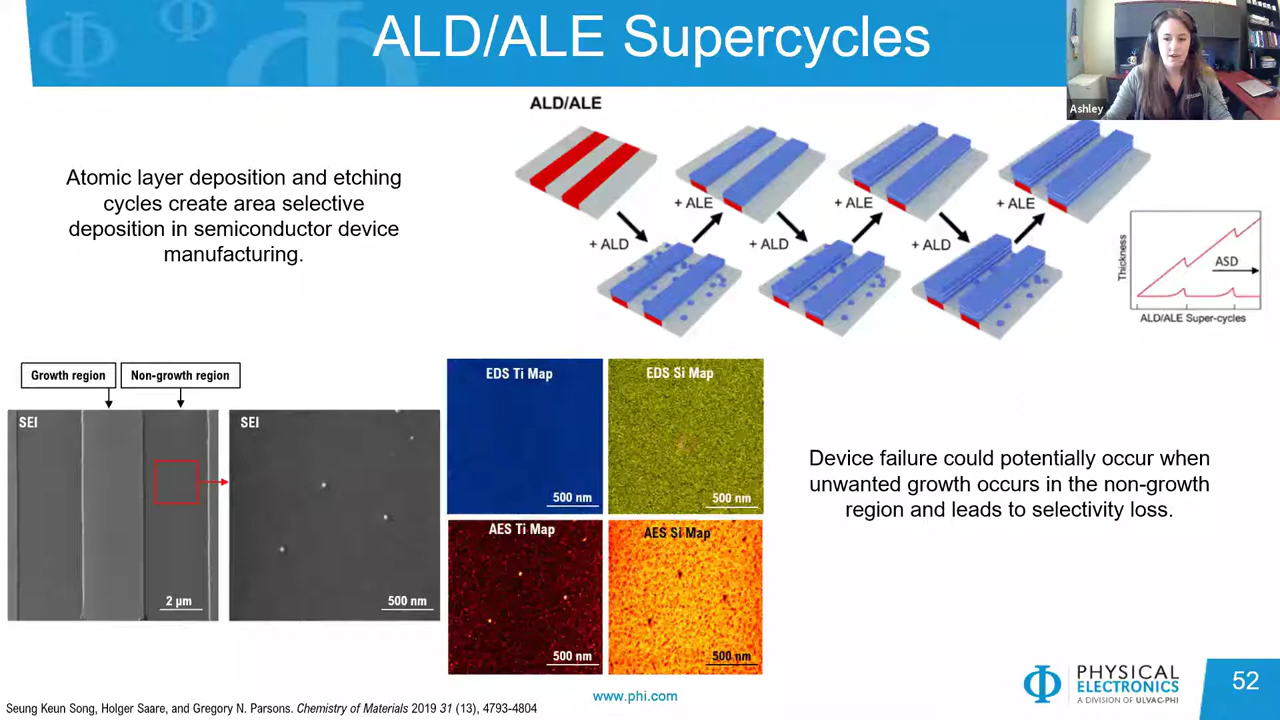 ALD/ALE Supercycles
Ashley
Atomic layer deposition and etching
cycles create area selective
deposition in semiconductor device
manufacturing.
ALD/ALE
+ ALE
+ ALE
+ ALE
+ ALD
+ ALD
+ ALD
Thickness
ASD
ALD/ALE Super-cycles
Growth region
Non-growth region
SEI
2 µm
SEI
500 nm
EDS Ti Map
500 nm
EDS Si Map
500 nm
AES Ti Map
500 nm
AES Si Map
500 nm
Device failure could potentially occur when
unwanted growth occurs in the non-growth
region and leads to selectivity loss.
Seung Keun Song, Holger Saare, and Gregory N. Parsons. Chemistry of Materials 2019 31 (13), 4793-4804
www.phi.com
PHYSICAL
ELECTRONICS
A DIVISION OF ULVAC-PHI
52